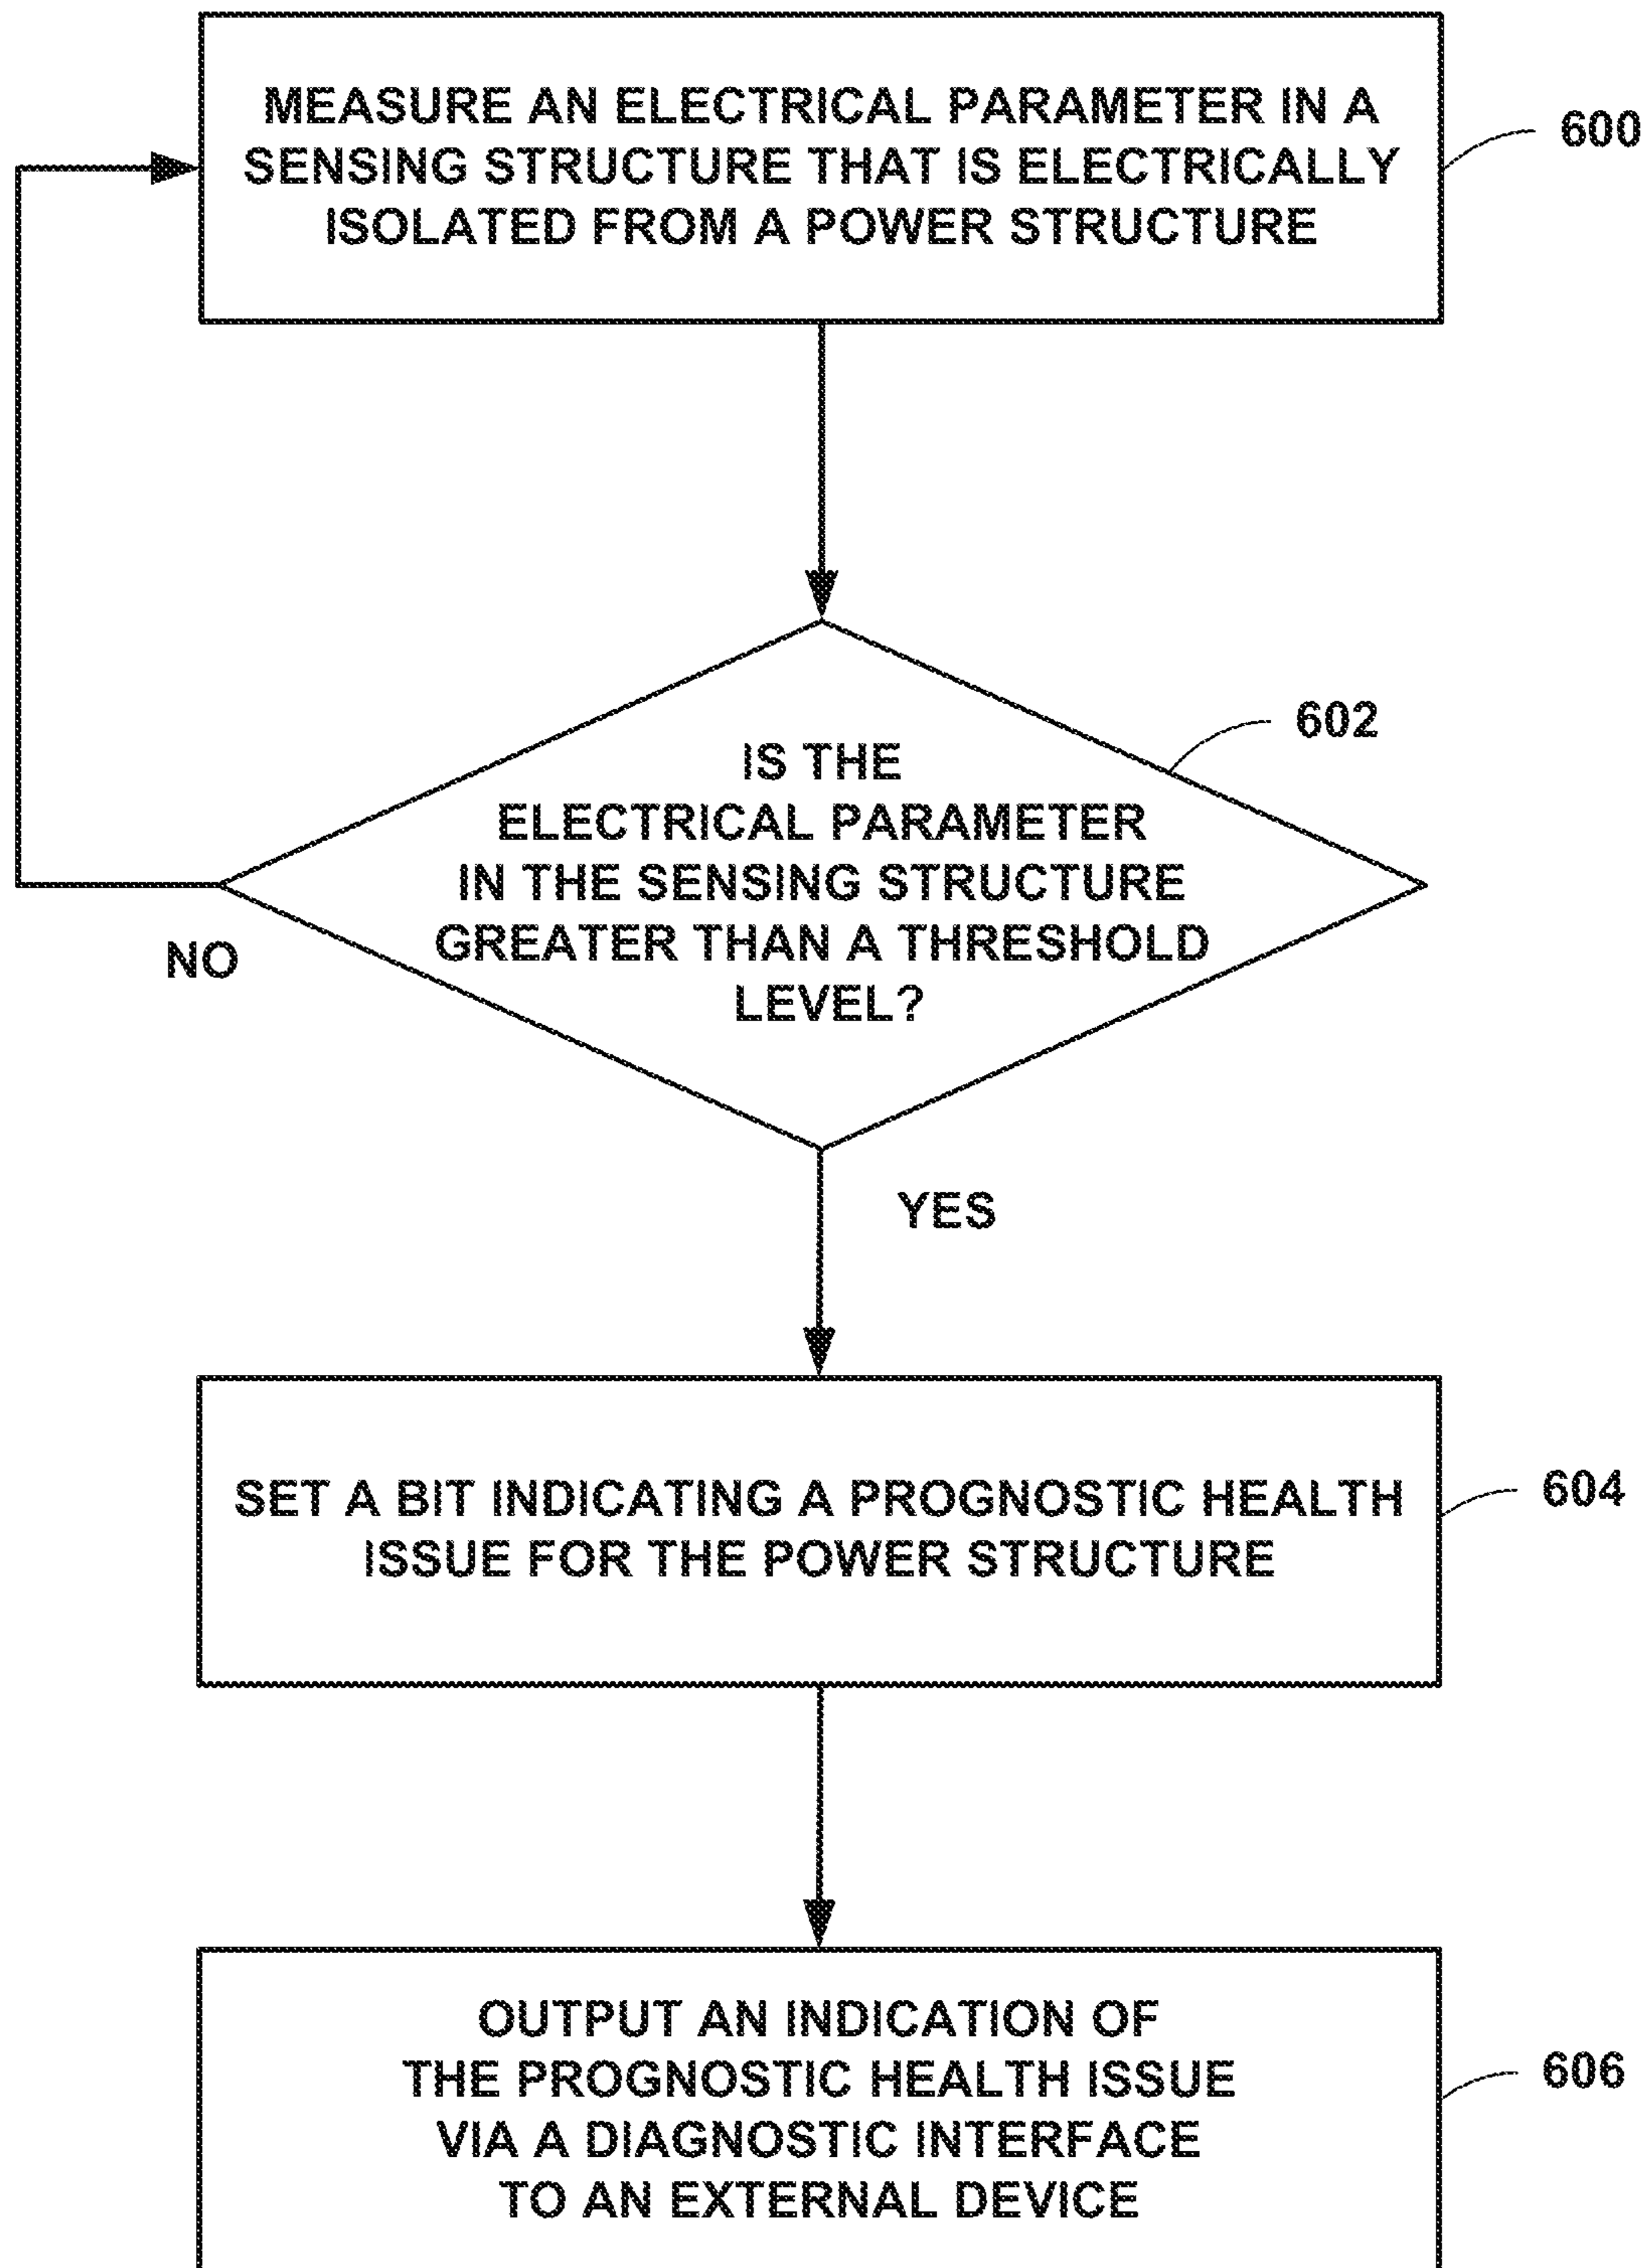 MEASURE AN ELECTRICAL PARAMETER IN A
SENSING STRUCTURE THAT IS ELECTRICALLY
ISOLATED FROM A POWER STRUCTURE
600
602
IS THE
ELECTRICAL PARAMETER
IN THE SENSING STRUCTURE
GREATER THAN A THRESHOLD
LEVEL?
NO
YES
SET A BIT INDICATING A PROGNOSTIC HEALTH
ISSUE FOR THE POWER STRUCTURE
604
OUTPUT AN INDICATION OF
THE PROGNOSTIC HEALTH ISSUE
VIA A DIAGNOSTIC INTERFACE
TO AN EXTERNAL DEVICE
606